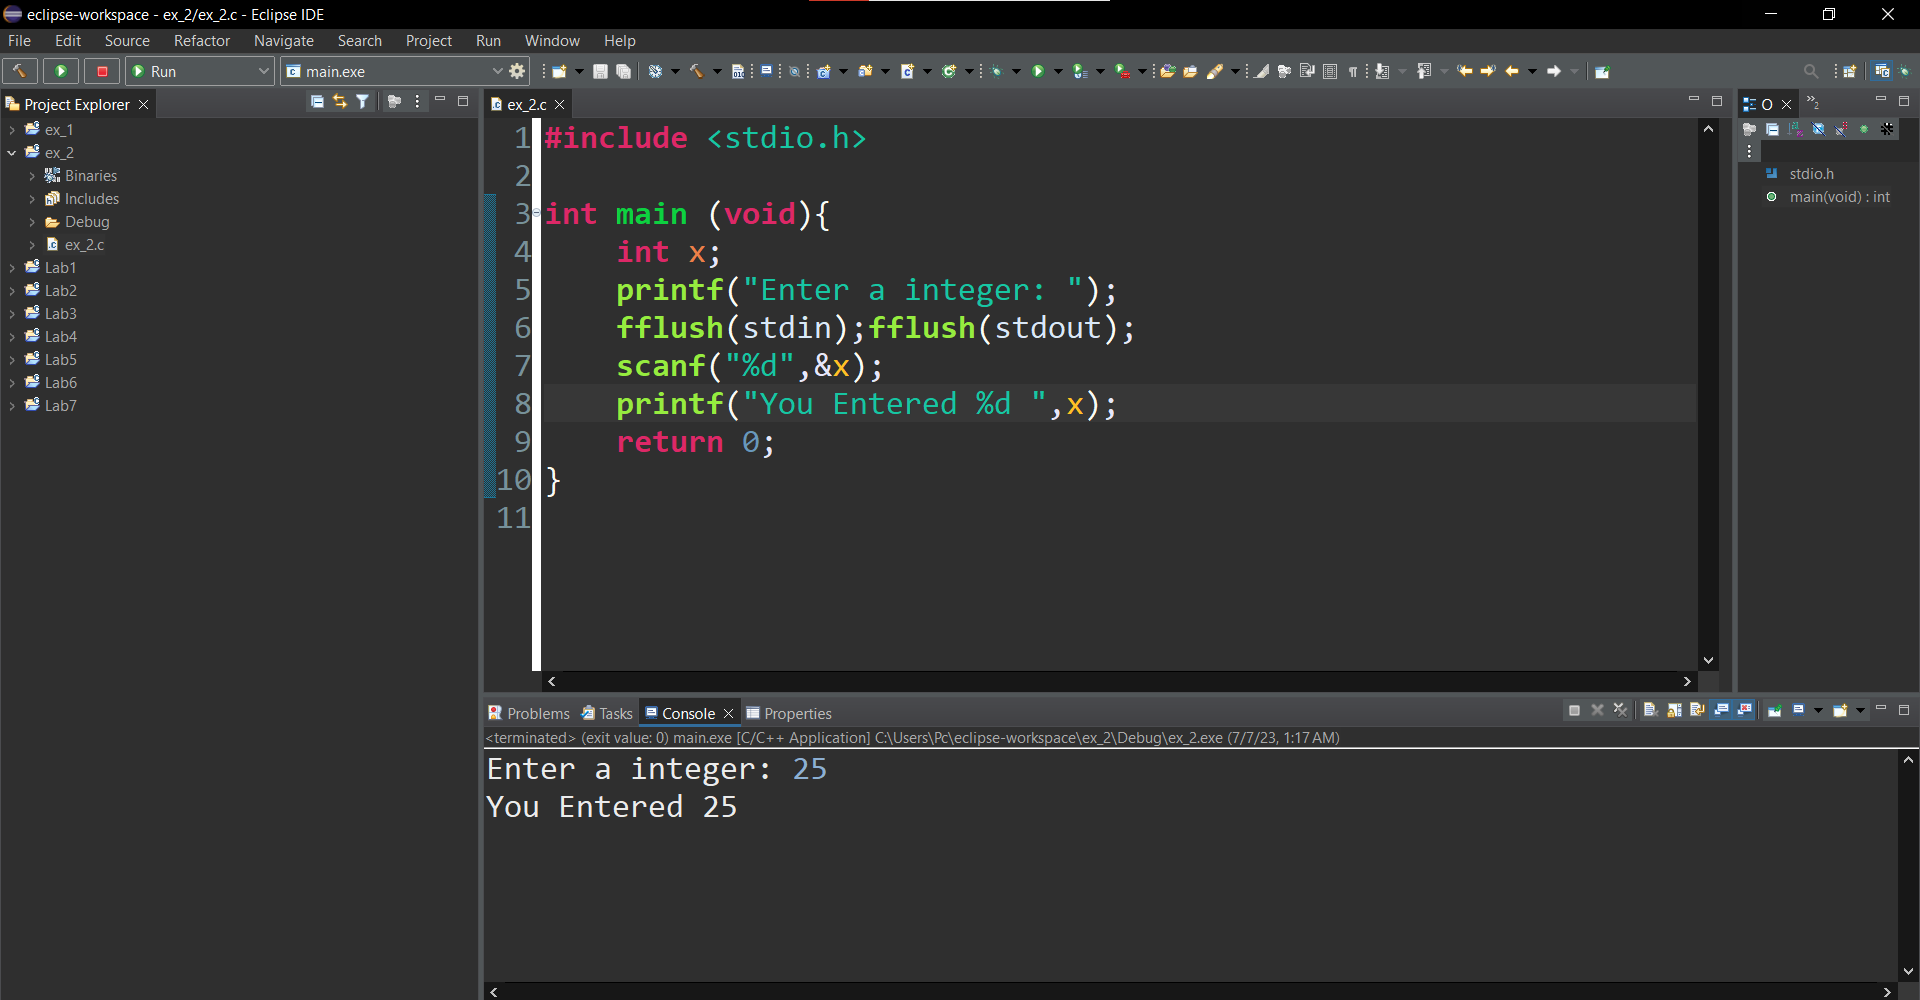 eclipse-workspace - ex_2/ex_2.c - Eclipse IDE
File Edit Source Refactor Navigate Search Project Run Window Help
Run main.exe
Project Explorer
ex_1
ex_2
Binaries
Includes
Debug
ex_2.c
Lab1
Lab2
Lab3
Lab4
Lab5
Lab6
Lab7
ex_2.c
1 #include <stdio.h>
2
3 int main (void){
4 int x;
5 printf("Enter a integer: ");
6 fflush(stdin);fflush(stdout);
7 scanf("%d",&x);
8 printf("You Entered %d ",x);
9 return 0;
10 }
11
O 2
stdio.h
main(void) : int
Problems Tasks Console Properties
<terminated> (exit value: 0) main.exe [C/C++ Application] C:\Users\Pc\eclipse-workspace\ex_2\Debug\ex_2.exe (7/7/23, 1:17 AM)
Enter a integer: 25
You Entered 25